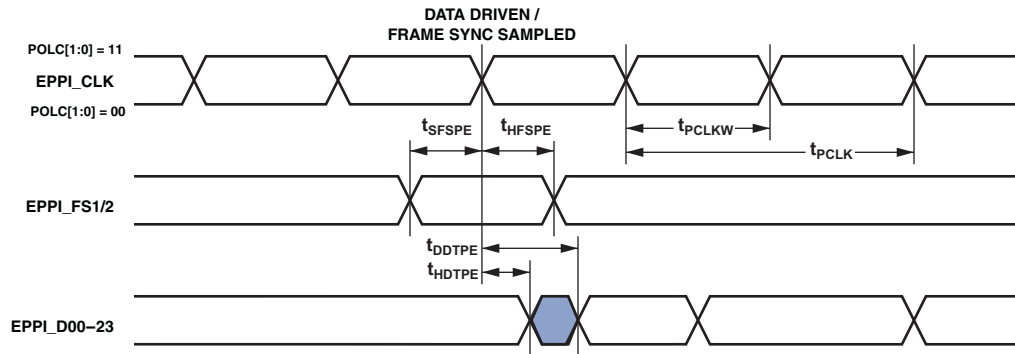 DATA DRIVEN /
FRAME SYNC SAMPLED
POLC[1:0] = 11
EPPI_CLK
POLC[1:0] = 00
tSFSPE
tHFSPE
tPCLKW
tPCLK
EPPI_FS1/2
tDDTPE
tHDTPE
EPPI_D00–23